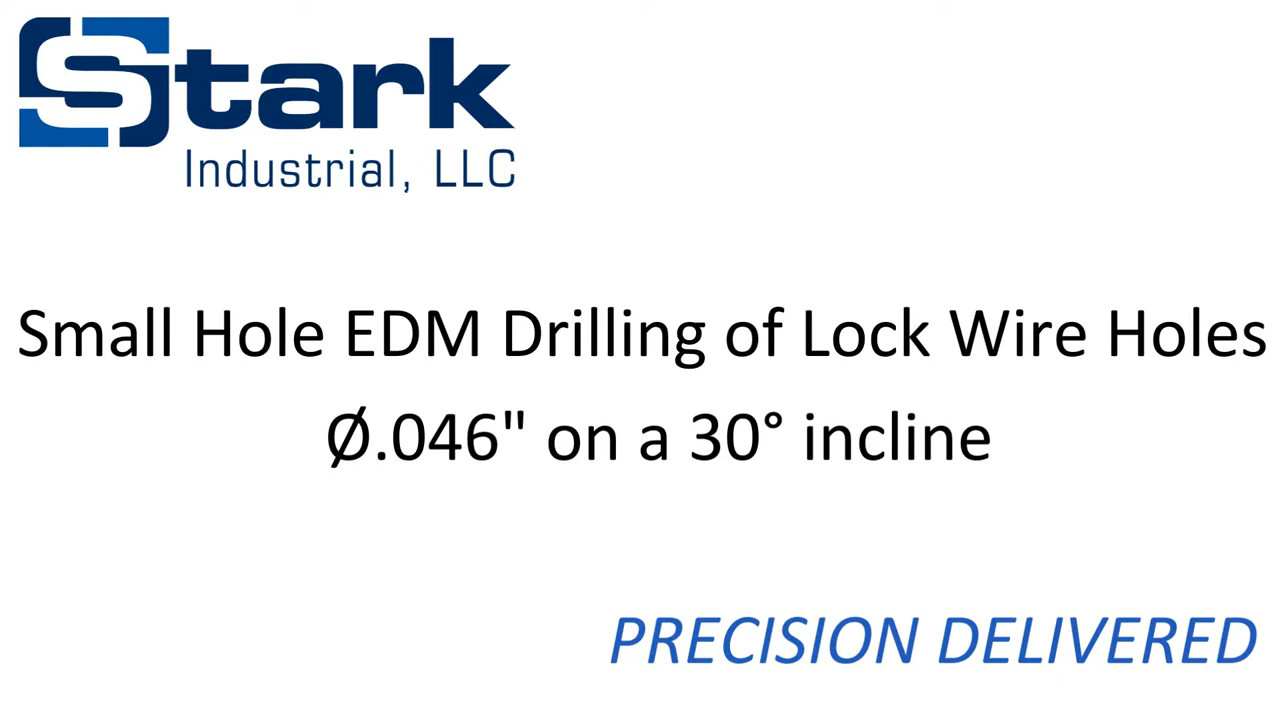 Stark
Industrial, LLC
Small Hole EDM Drilling of Lock Wire Holes
Ø.046" on a 30° incline
PRECISION DELIVERED